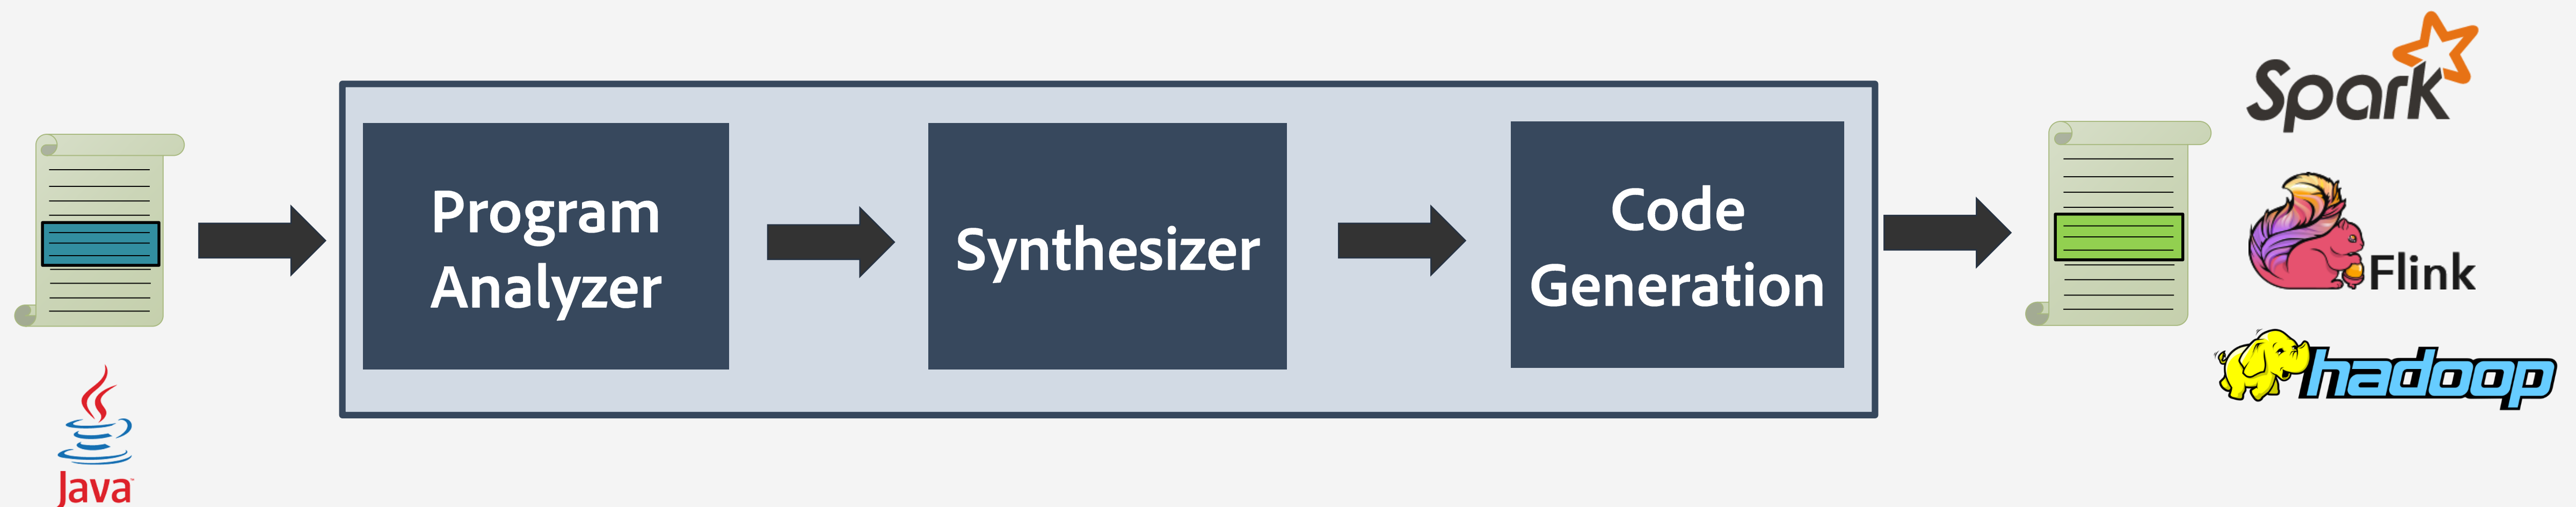 Java
Program
Analyzer
Synthesizer
Code
Generation
Spark
Flink
hadoop